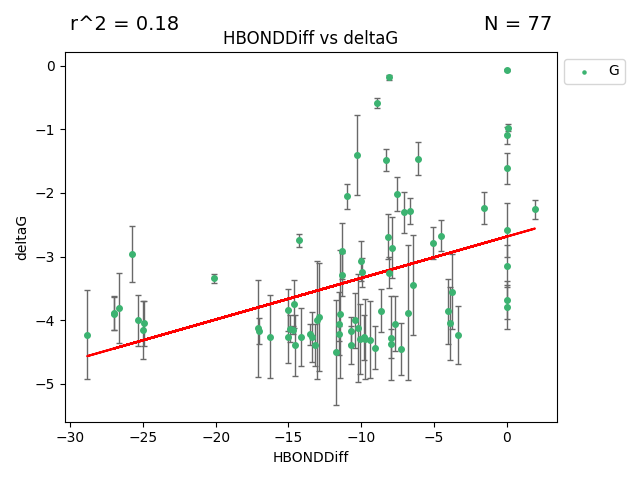 r^2 = 0.18
N = 77
HBONDDiff vs deltaG
G
deltaG
0
−1
−2
−3
−4
−5
−30 −25 −20 −15 −10 −5 0
HBONDDiff